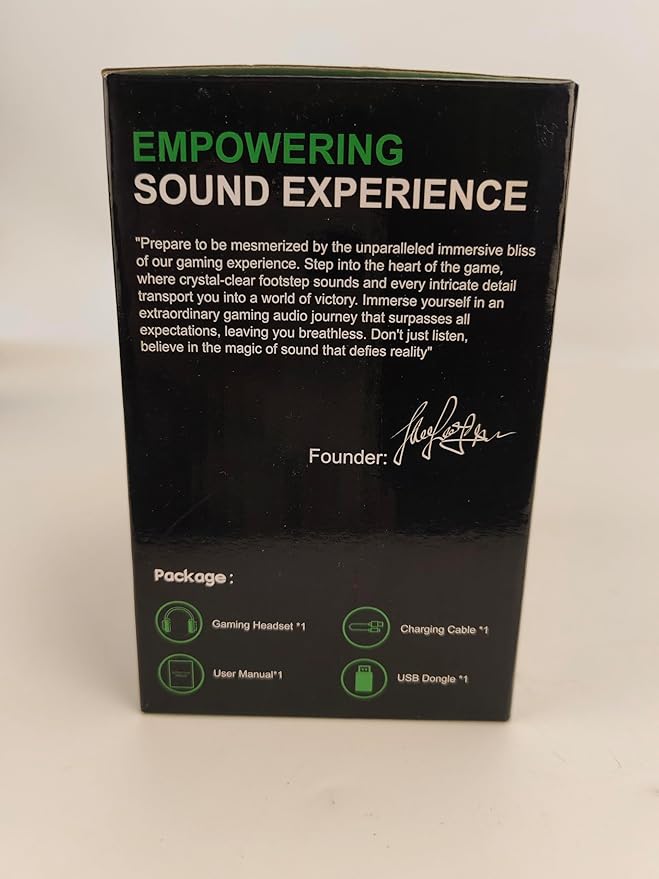 EMPOWERING
SOUND EXPERIENCE
"Prepare to be mesmerized by the unparalleled immersive bliss
of our gaming experience. Step into the heart of the game,
where crystal-clear footstep sounds and every intricate detail
transport you into a world of victory. Immerse yourself in an
extraordinary gaming audio journey that surpasses all
expectations, leaving you breathless. Don't just listen,
believe in the magic of sound that defies reality"
Founder:
Package :
Gaming Headset *1
Charging Cable *1
User Manual*1
USB Dongle *1